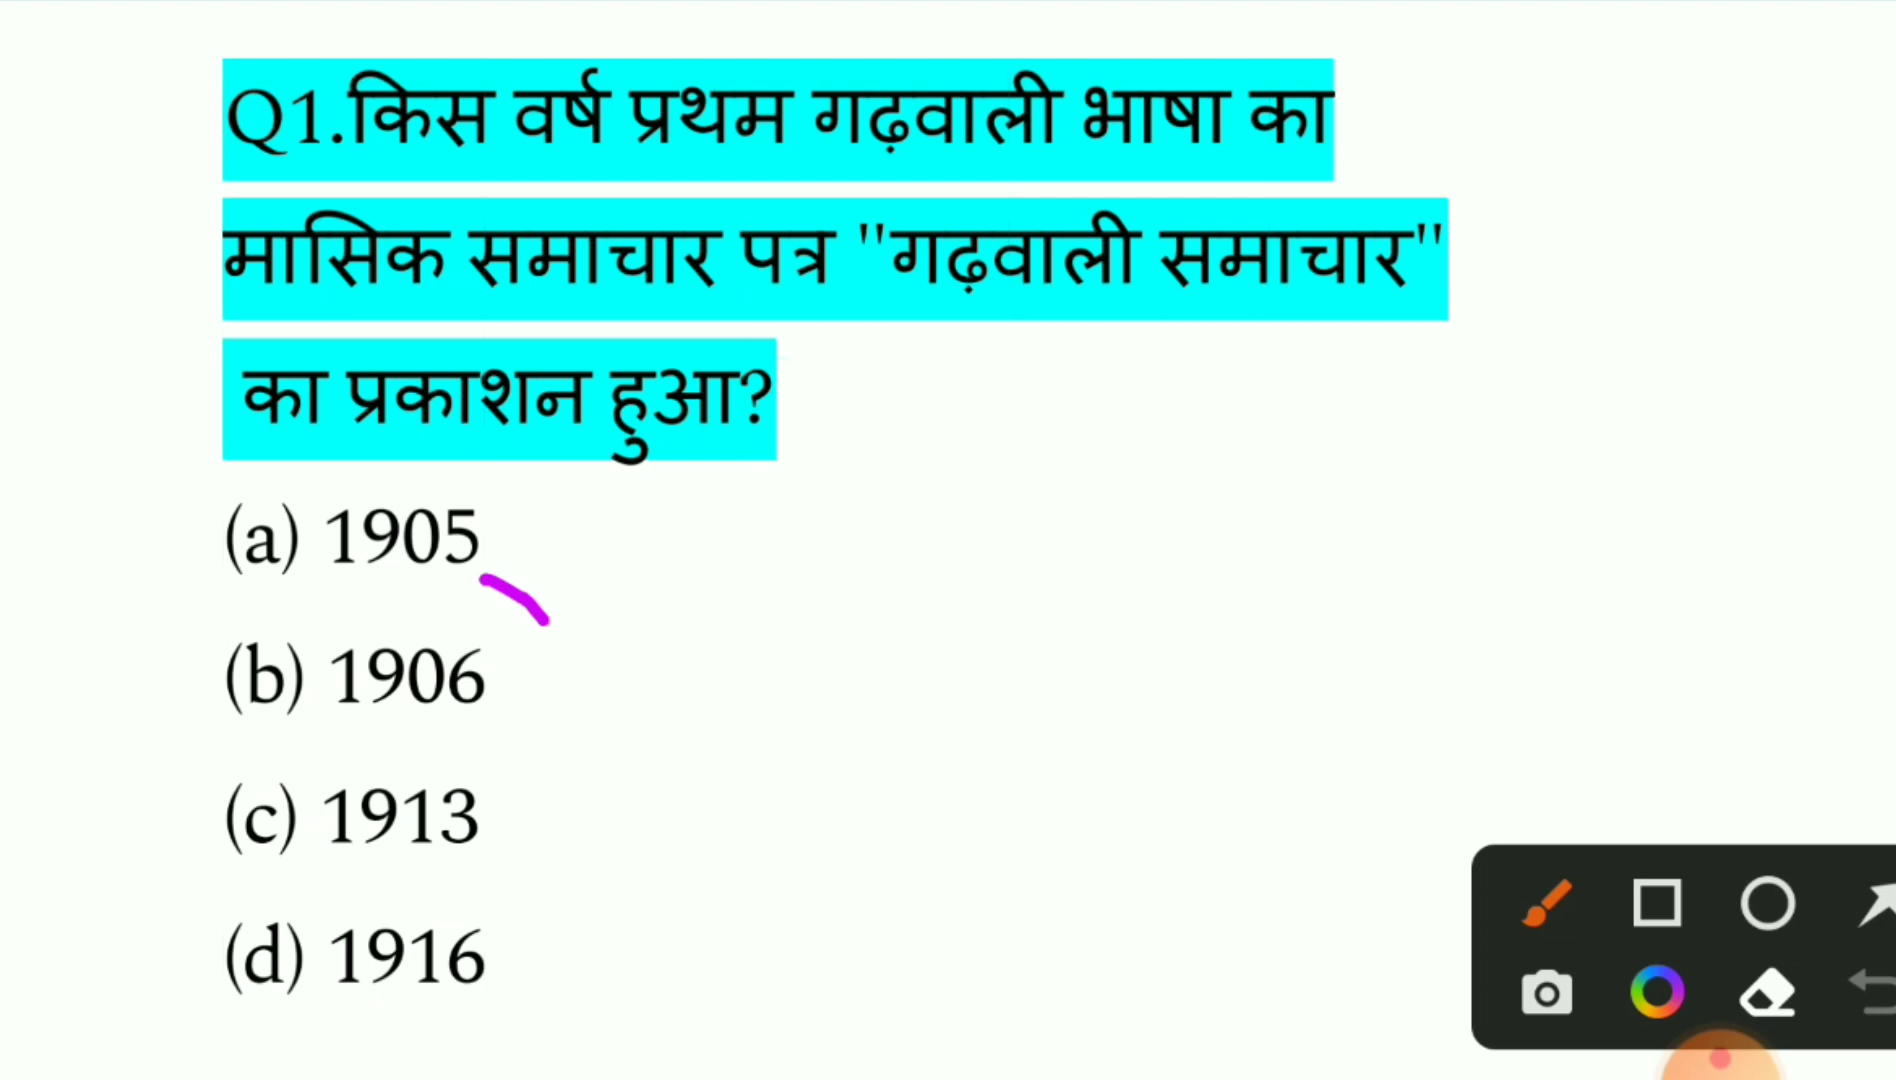 Q1.किस वर्ष प्रथम गढ़वाली भाषा का
मासिक समाचार पत्र "गढ़वाली समाचार"
का प्रकाशन हुआ?
(a) 1905
(b) 1906
(c) 1913
(d) 1916